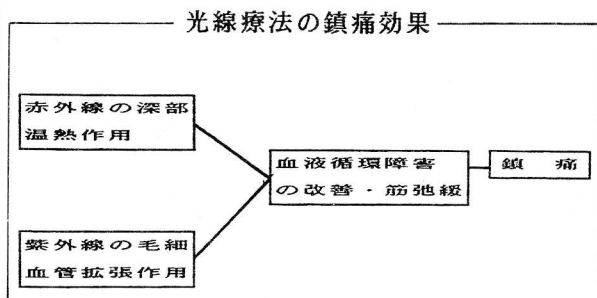 光線療法の鎮痛効果
赤外線の深部
温熱作用
血液循環障害
の改善・筋弛緩
鎮　痛
紫外線の毛細
血管拡張作用